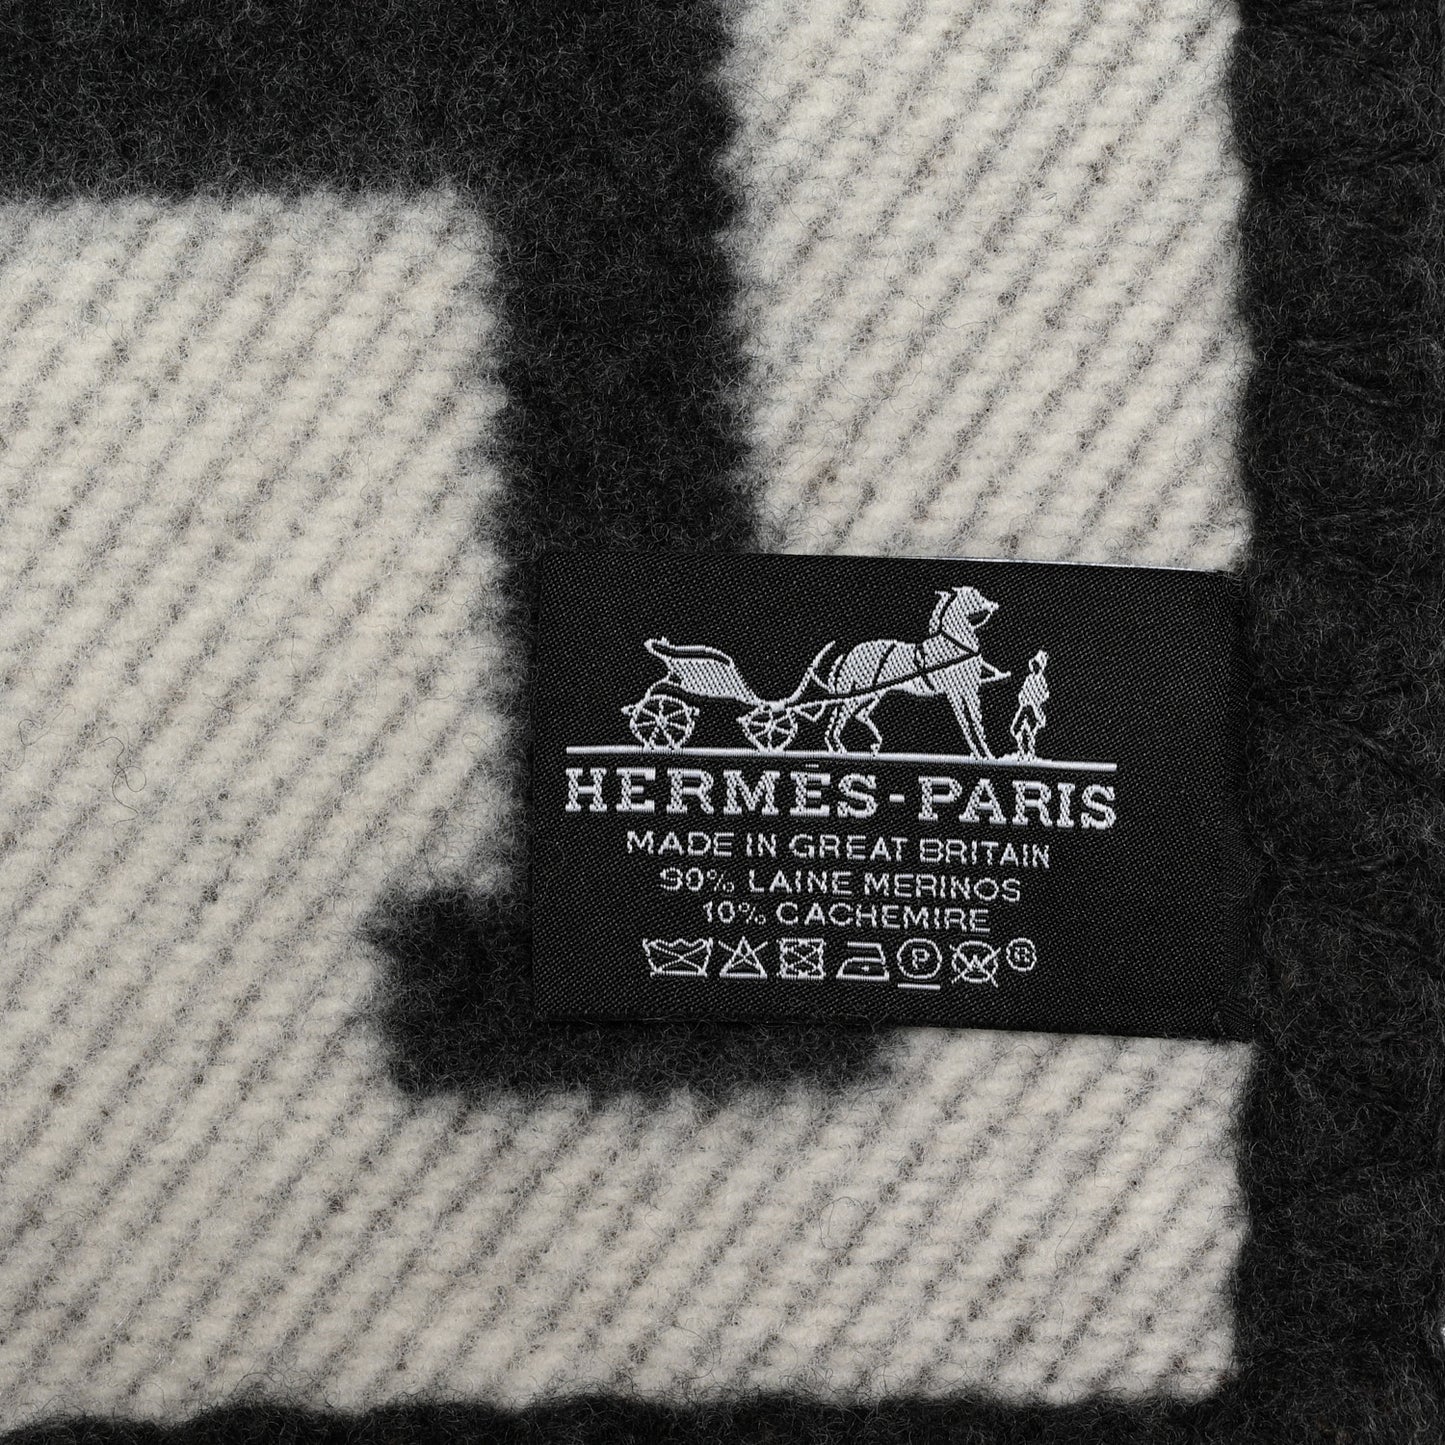 HERMÈS-PARIS
MADE IN GREAT BRITAIN
90% LAINE MERINOS
10% CACHEMIRE
P W ®